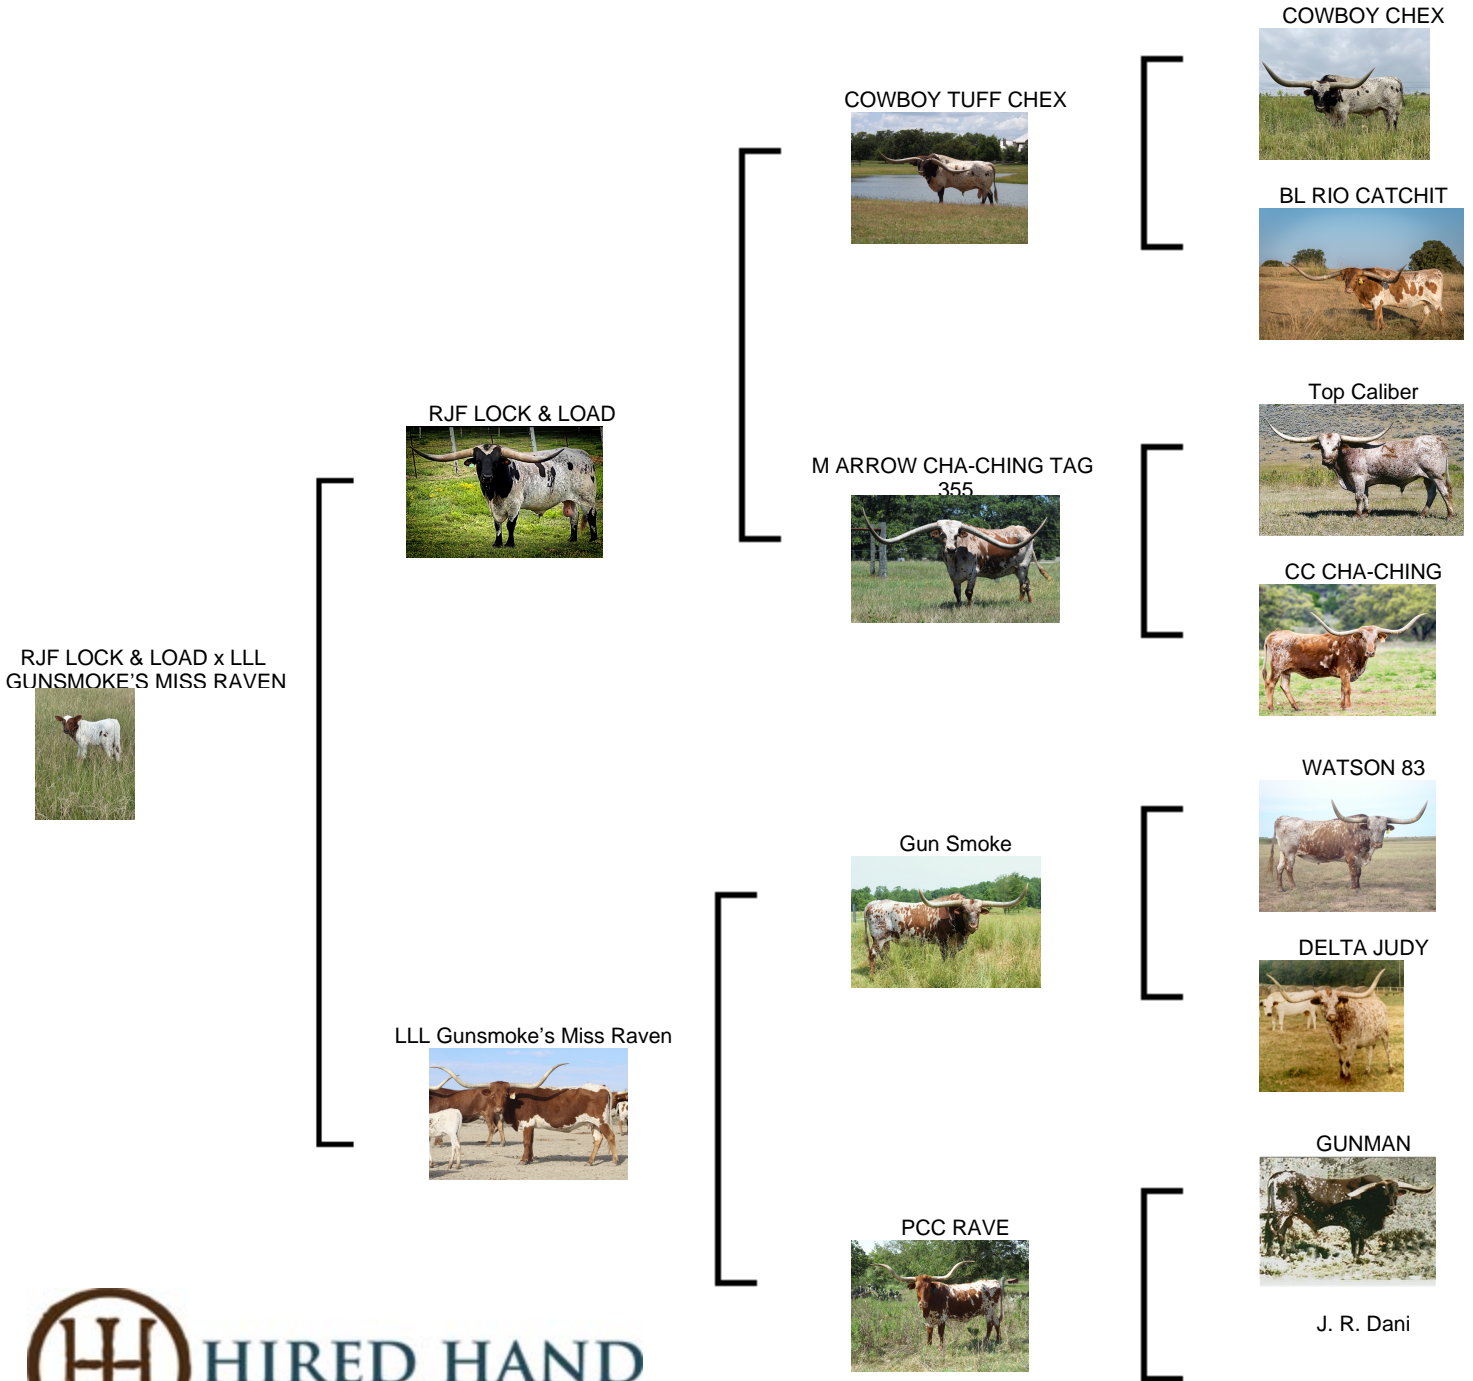 COWBOY CHEX
COWBOY TUFF CHEX
BL RIO CATCHIT
Top Caliber
RJF LOCK & LOAD
M ARROW CHA-CHING TAG
355
CC CHA-CHING
RJF LOCK & LOAD x LLL
GUNSMOKE'S MISS RAVEN
WATSON 83
Gun Smoke
DELTA JUDY
LLL Gunsmoke's Miss Raven
GUNMAN
PCC RAVE
J. R. Dani
HIRED HAND